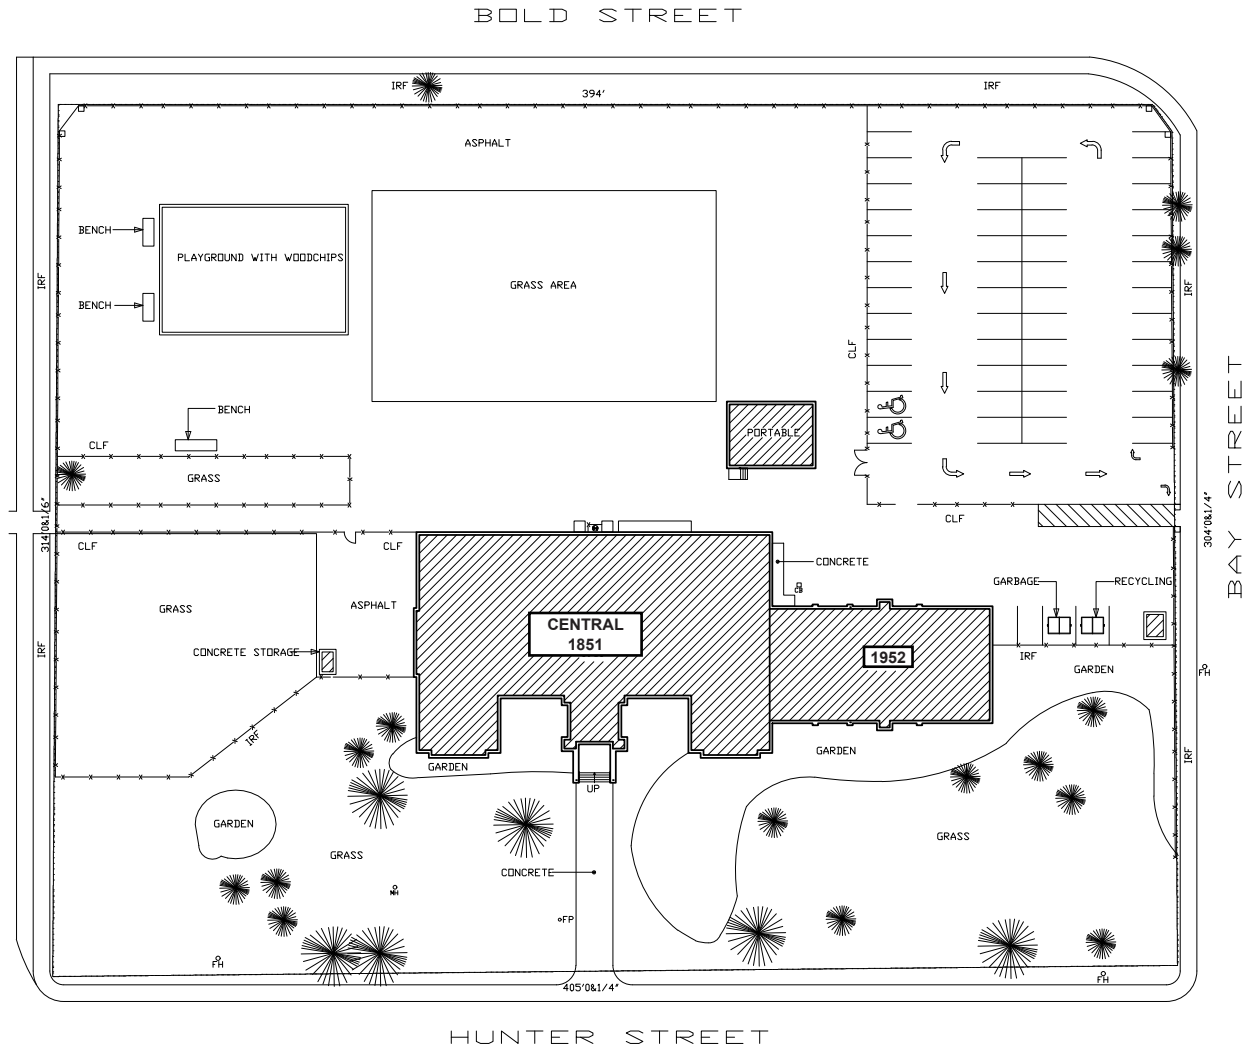 BOLD STREET
IRF
IRF
394'
ASPHALT
BENCH
PLAYGROUND WITH WOODCHIPS
IRF
GRASS AREA
IRF
BENCH
CLF
BAY STREET
BENCH
CLF
PORTABLE
GRASS
314'0&1/6"
CLF
304'0&1/4"
CLF
CLF
CONCRETE
GARBAGE
RECYCLING
CB
GRASS
ASPHALT
CENTRAL
1851
CONCRETE STORAGE
IRF
1952
IRF
GARDEN
FH
IRF
GARDEN
GARDEN
IRF
UP
GARDEN
GRASS
GRASS
CONCRETE
MH
FP
FH
FH
405'0&1/4"
HUNTER STREET